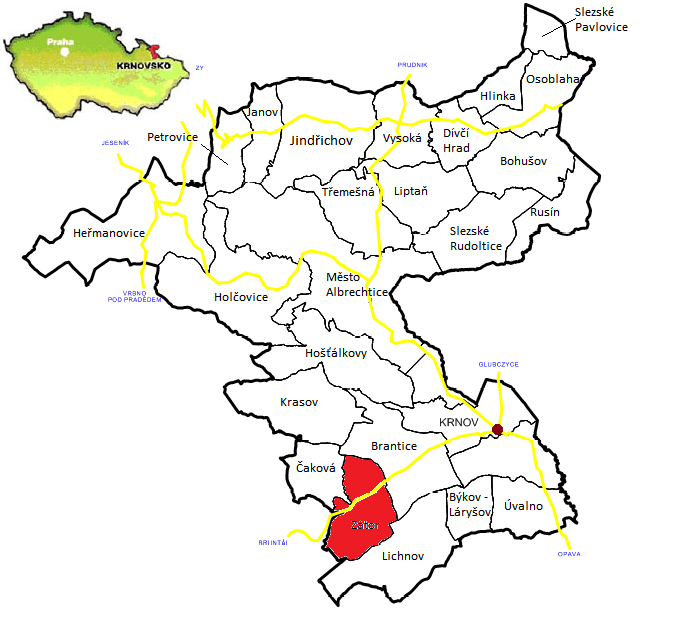 Slezské
Pavlovice
Praha
KRNOVSKO
ZY
PRUDNIK
Osoblaha
Hlinka
Janov
Petrovice
Jindřichov
Vysoká
Dívčí
Hrad
Bohušov
JESENÍK
Třemešná
Liptaň
Rusín
Heřmanovice
Slezské
Rudoltice
Město
Albrechtice
Holčovice
VRBNO
POD PRADĚDEM
Hošťálkovy
GLUBCZYCE
Krasov
KRNOV
Brantice
Čaková
Býkov -
Láryšov
Úvalno
Zátor
BRUNTÁL
Lichnov
OPAVA